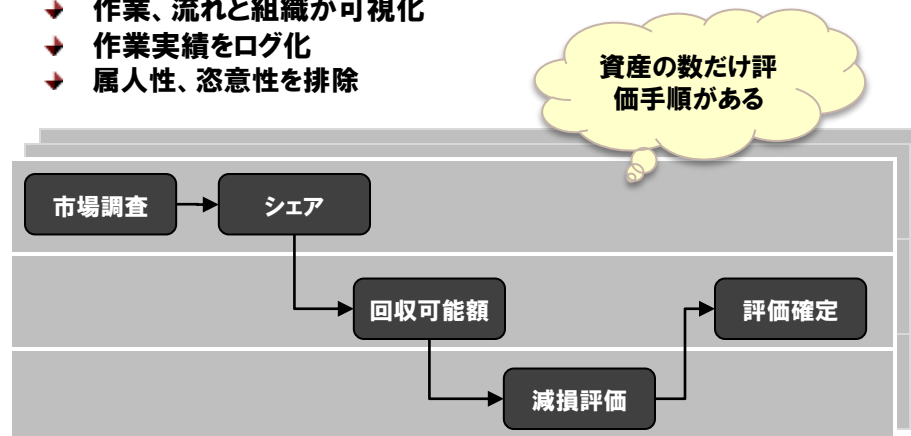 作業、流れと組織が可視化
作業実績をログ化
属人性、恣意性を排除
資産の数だけ評
価手順がある
市場調査
シェア
回収可能額
評価確定
減損評価